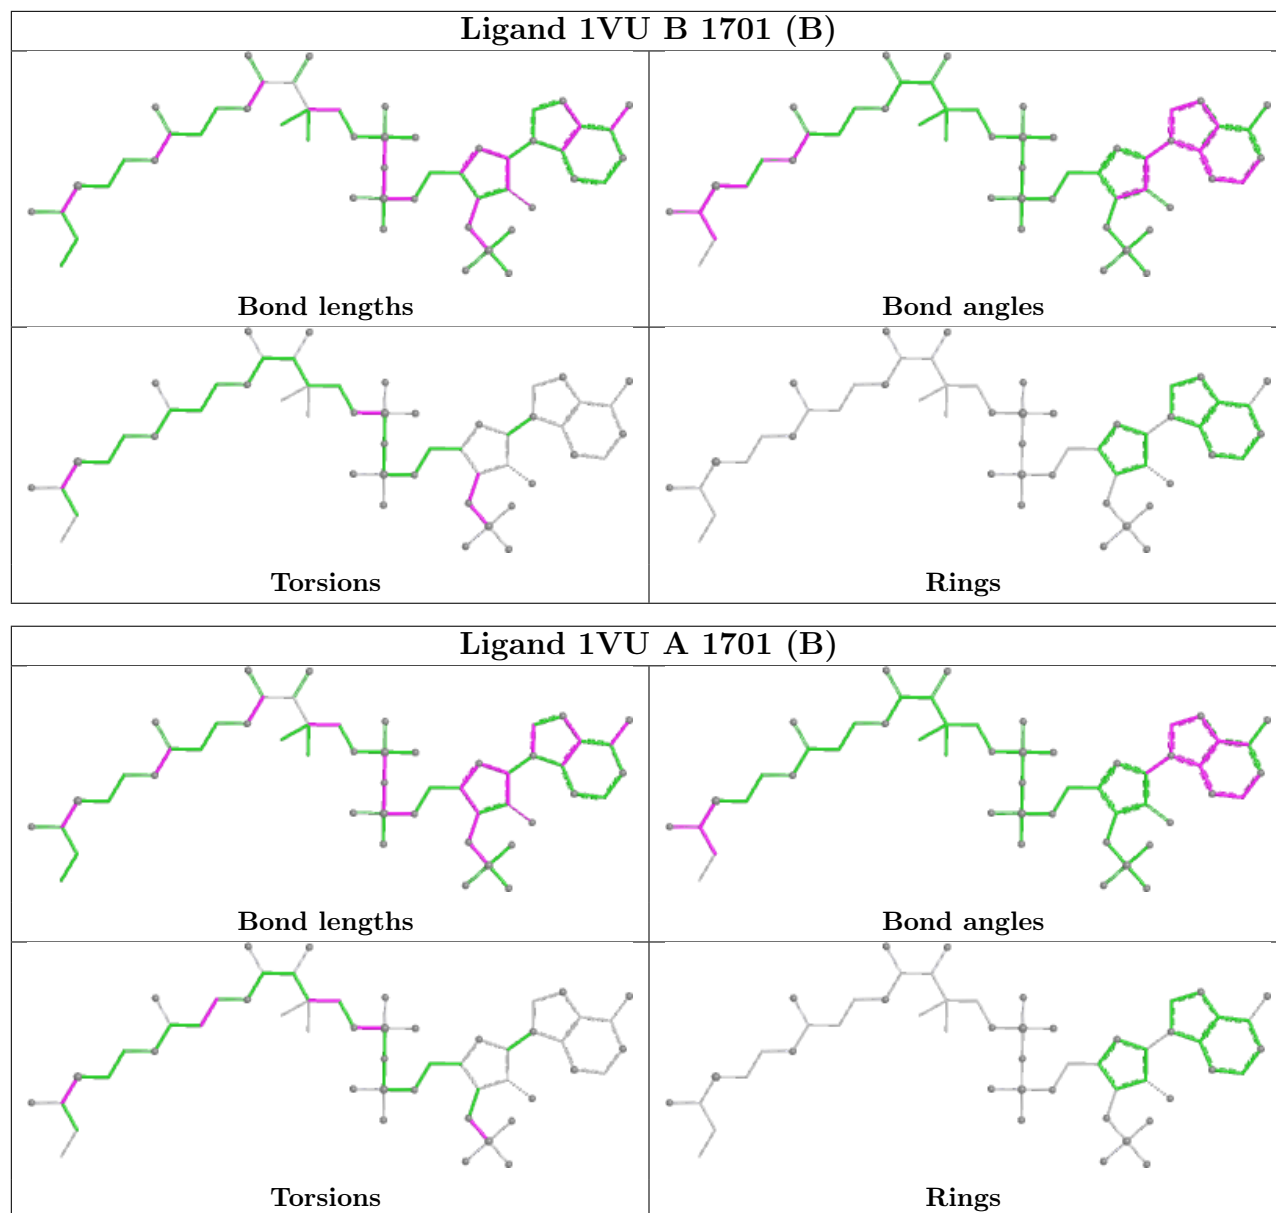 Ligand 1VU B 1701 (B)
Bond lengths
Bond angles
Torsions
Rings
Ligand 1VU A 1701 (B)
Bond lengths
Bond angles
Torsions
Rings